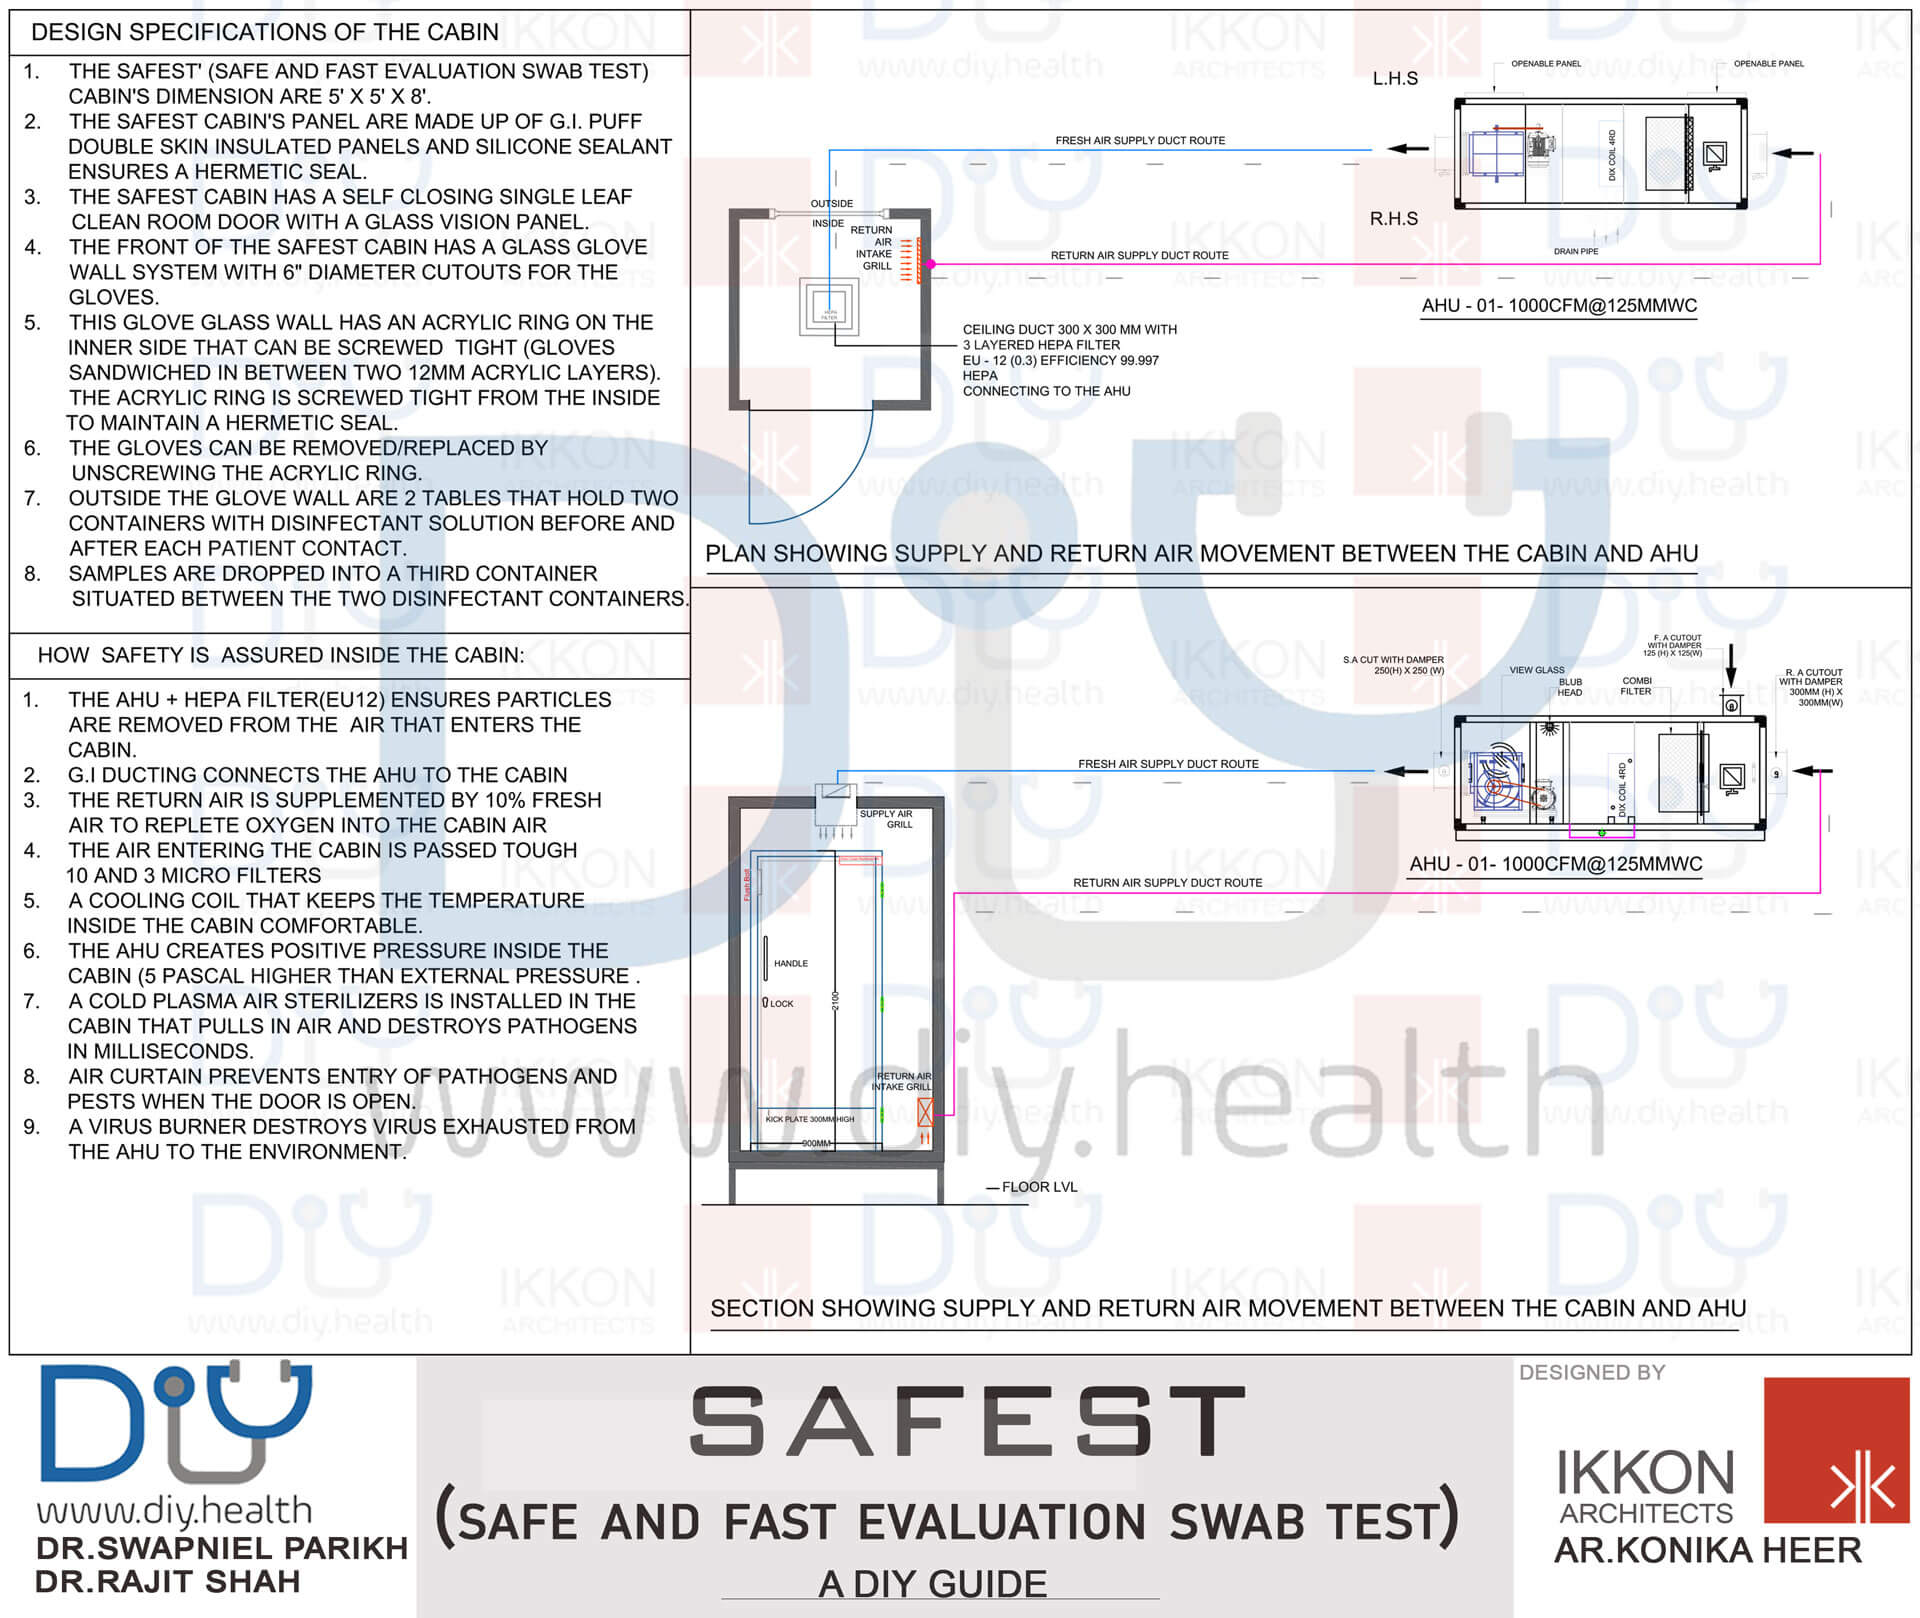 DESIGN SPECIFICATIONS OF THE CABIN
1. THE SAFEST' (SAFE AND FAST EVALUATION SWAB TEST)
CABIN'S DIMENSION ARE 5' X 5' X 8'.
2. THE SAFEST CABIN'S PANEL ARE MADE UP OF G.I. PUFF
DOUBLE SKIN INSULATED PANELS AND SILICONE SEALANT
ENSURES A HERMETIC SEAL.
3. THE SAFEST CABIN HAS A SELF CLOSING SINGLE LEAF
CLEAN ROOM DOOR WITH A GLASS VISION PANEL.
4. THE FRONT OF THE SAFEST CABIN HAS A GLASS GLOVE
WALL SYSTEM WITH 6" DIAMETER CUTOUTS FOR THE
GLOVES.
5. THIS GLOVE GLASS WALL HAS AN ACRYLIC RING ON THE
INNER SIDE THAT CAN BE SCREWED TIGHT (GLOVES
SANDWICHED IN BETWEEN TWO 12MM ACRYLIC LAYERS).
THE ACRYLIC RING IS SCREWED TIGHT FROM THE INSIDE
TO MAINTAIN A HERMETIC SEAL.
6. THE GLOVES CAN BE REMOVED/REPLACED BY
UNSCREWING THE ACRYLIC RING.
7. OUTSIDE THE GLOVE WALL ARE 2 TABLES THAT HOLD TWO
CONTAINERS WITH DISINFECTANT SOLUTION BEFORE AND
AFTER EACH PATIENT CONTACT.
8. SAMPLES ARE DROPPED INTO A THIRD CONTAINER
SITUATED BETWEEN THE TWO DISINFECTANT CONTAINERS.
HOW SAFETY IS ASSURED INSIDE THE CABIN:
1. THE AHU + HEPA FILTER(EU12) ENSURES PARTICLES
ARE REMOVED FROM THE AIR THAT ENTERS THE
CABIN.
2. G.I DUCTING CONNECTS THE AHU TO THE CABIN
3. THE RETURN AIR IS SUPPLEMENTED BY 10% FRESH
AIR TO REPLETE OXYGEN INTO THE CABIN AIR
4. THE AIR ENTERING THE CABIN IS PASSED TOUGH
10 AND 3 MICRO FILTERS
5. A COOLING COIL THAT KEEPS THE TEMPERATURE
INSIDE THE CABIN COMFORTABLE.
6. THE AHU CREATES POSITIVE PRESSURE INSIDE THE
CABIN (5 PASCAL HIGHER THAN EXTERNAL PRESSURE .
7. A COLD PLASMA AIR STERILIZERS IS INSTALLED IN THE
CABIN THAT PULLS IN AIR AND DESTROYS PATHOGENS
IN MILLISECONDS.
8. AIR CURTAIN PREVENTS ENTRY OF PATHOGENS AND
PESTS WHEN THE DOOR IS OPEN.
9. A VIRUS BURNER DESTROYS VIRUS EXHAUSTED FROM
THE AHU TO THE ENVIRONMENT.
L.H.S
OPENABLE PANEL
OPENABLE PANEL
FRESH AIR SUPPLY DUCT ROUTE
DIX COIL 4RD
OUTSIDE
INSIDE
R.H.S
RETURN
AIR
INTAKE
GRILL
RETURN AIR SUPPLY DUCT ROUTE
DRAIN PIPE
AHU - 01- 1000CFM@125MMWC
HEPA
FILTER
CEILING DUCT 300 X 300 MM WITH
3 LAYERED HEPA FILTER
EU - 12 (0.3) EFFICIENCY 99.997
HEPA
CONNECTING TO THE AHU
PLAN SHOWING SUPPLY AND RETURN AIR MOVEMENT BETWEEN THE CABIN AND AHU
F. A CUTOUT
WITH DAMPER
125 (H) X 125(W)
S.A CUT WITH DAMPER
250(H) X 250 (W)
VIEW GLASS
BLUB
HEAD
COMBI
FILTER
R. A CUTOUT
WITH DAMPER
300MM (H) X
300MM(W)
FRESH AIR SUPPLY DUCT ROUTE
DIX COIL 4RD
SUPPLY AIR
GRILL
AHU - 01- 1000CFM@125MMWC
RETURN AIR SUPPLY DUCT ROUTE
Flush Bolt
HANDLE
LOCK
2100
RETURN AIR
INTAKE GRILL
KICK PLATE 300MM HIGH
900MM
FLOOR LVL
SECTION SHOWING SUPPLY AND RETURN AIR MOVEMENT BETWEEN THE CABIN AND AHU
www.diy.health
DIY
www.diy.health
DR.SWAPNIEL PARIKH
DR.RAJIT SHAH
SAFEST
(SAFE AND FAST EVALUATION SWAB TEST)
A DIY GUIDE
DESIGNED BY
IKKON
ARCHITECTS
AR.KONIKA HEER